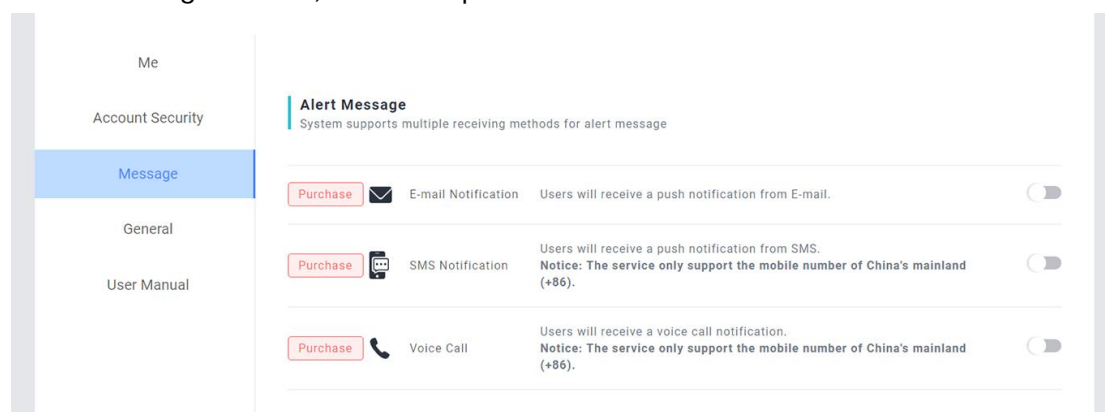 Me
Account Security
Message
General
User Manual
Alert Message
System supports multiple receiving methods for alert message
Purchase E-mail Notification Users will receive a push notification from E-mail.
Purchase SMS Notification Users will receive a push notification from SMS.
Notice: The service only support the mobile number of China's mainland
(+86).
Purchase Voice Call Users will receive a voice call notification.
Notice: The service only support the mobile number of China's mainland
(+86).